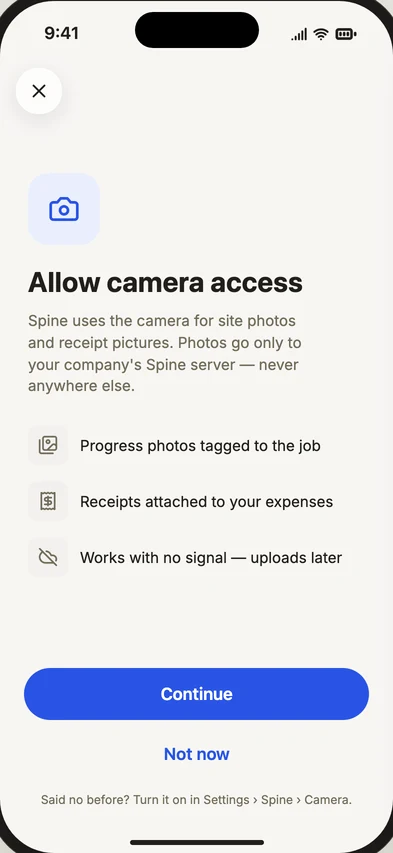 9:41
Allow camera access
Spine uses the camera for site photos
and receipt pictures. Photos go only to
your company's Spine server — never
anywhere else.
Progress photos tagged to the job
Receipts attached to your expenses
Works with no signal — uploads later
Continue
Not now
Said no before? Turn it on in Settings › Spine › Camera.